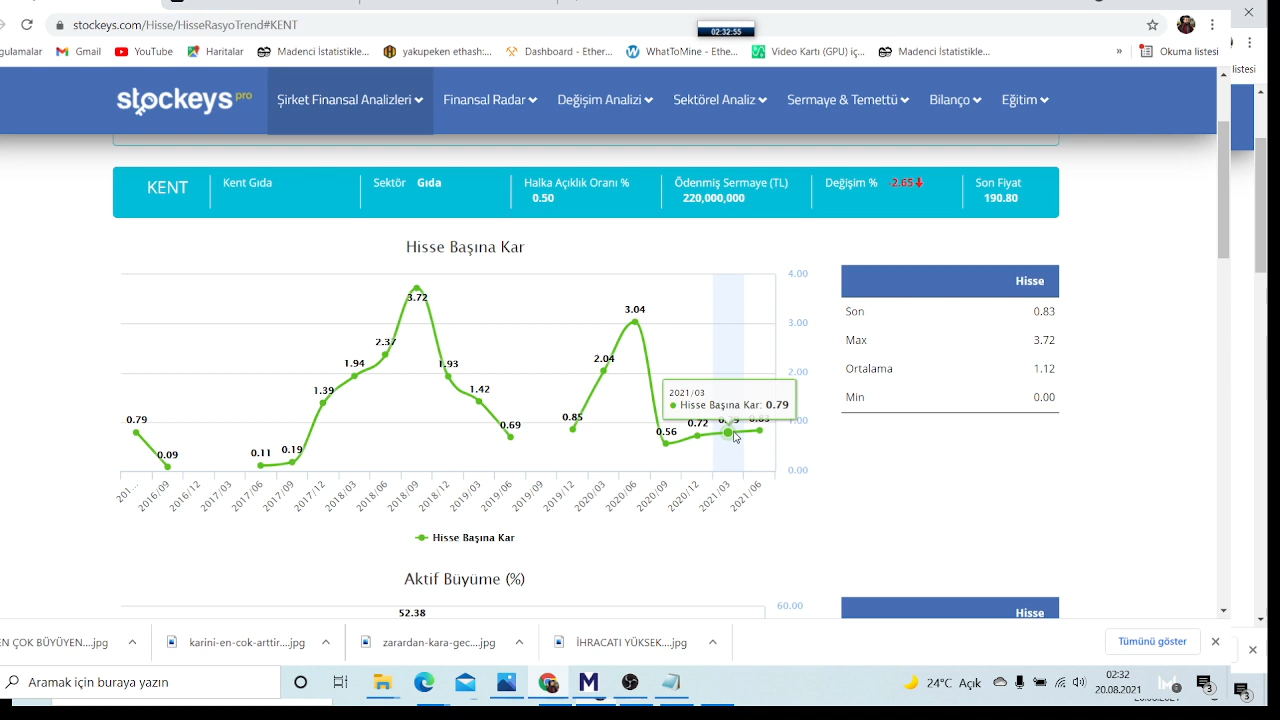 stockeys.com/Hisse/HisseRasyoTrend#KENT
02:32:55
ygulamalar
Gmail
YouTube
Haritalar
Madenci İstatistikle...
yakupeken ethash:...
Dashboard - Ether...
WhatToMine - Ethe...
Video Kartı (GPU) iç...
Madenci İstatistikle...
»
Okuma listesi
listesi
stockeys pro
Şirket Finansal Analizleri
Finansal Radar
Değişim Analizi
Sektörel Analiz
Sermaye & Temettü
Bilanço
Eğitim
KENT
Kent Gıda
Sektör Gıda
Halka Açıklık Oranı %
0.50
Ödenmiş Sermaye (TL)
220,000,000
Değişim % -2.65
Son Fiyat
190.80
Hisse Başına Kar
4.00
3.00
2.00
1.00
0.00
0.79
0.09
0.11
0.19
1.39
1.94
2.37
3.72
1.93
1.42
0.69
0.85
2.04
3.04
0.56
0.72
0.79
0.83
2021/03
Hisse Başına Kar: 0.79
201...
2016/09
2016/12
2017/03
2017/06
2017/09
2017/12
2018/03
2018/06
2018/09
2018/12
2019/03
2019/06
2019/09
2019/12
2020/03
2020/06
2020/09
2020/12
2021/03
2021/06
Hisse Başına Kar
Hisse
Son 0.83
Max 3.72
Ortalama 1.12
Min 0.00
Aktif Büyüme (%)
60.00
52.38
Hisse
EN ÇOK BÜYÜYEN....jpg
karini-en-cok-arttir....jpg
zarardan-kara-gec....jpg
İHRACATI YÜKSEK....jpg
Tümünü göster
Aramak için buraya yazın
24°C Açık
02:32
20.08.2021
3
3